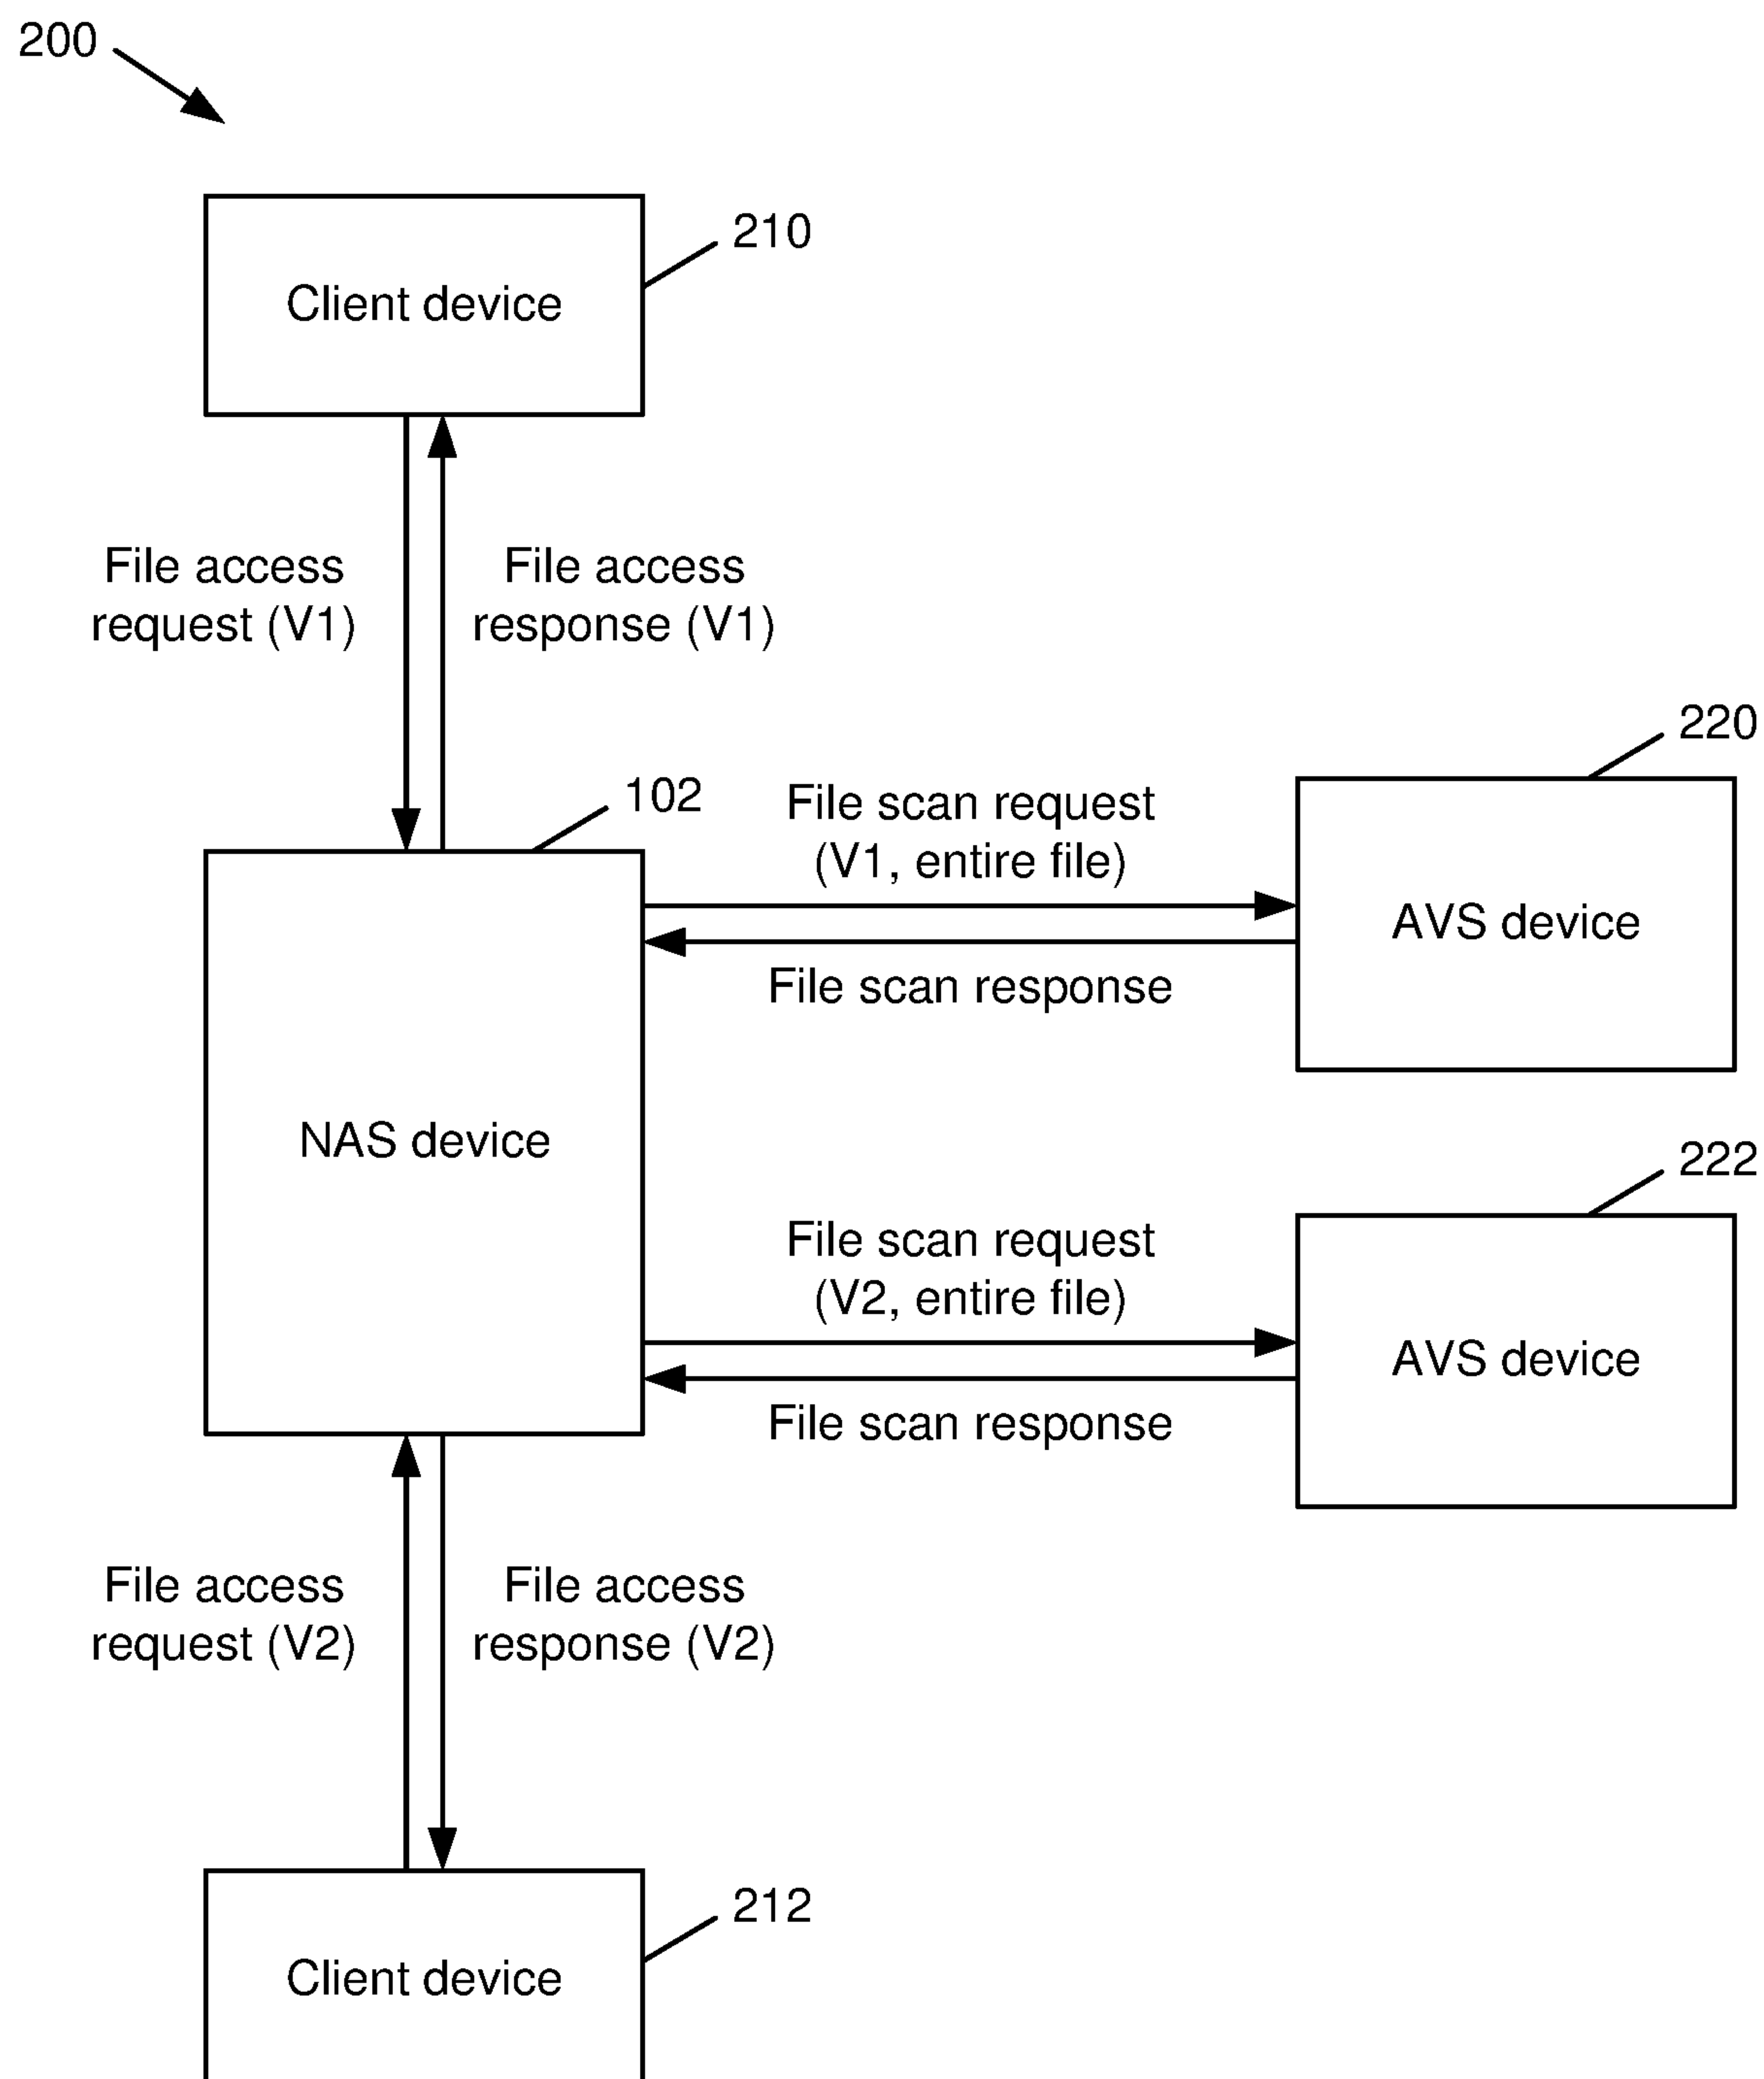 200
210
Client device
File access
request (V1)
File access
response (V1)
220
102
File scan request
(V1, entire file)
AVS device
File scan response
NAS device
222
File scan request
(V2, entire file)
AVS device
File scan response
File access
request (V2)
File access
response (V2)
212
Client device